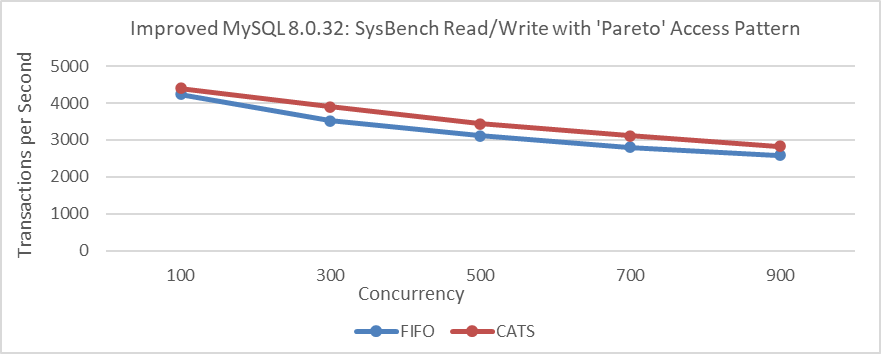 Improved MySQL 8.0.32: SysBench Read/Write with 'Pareto' Access Pattern
Transactions per Second
5000
4000
3000
2000
1000
0
100 300 500 700 900
Concurrency
FIFO CATS